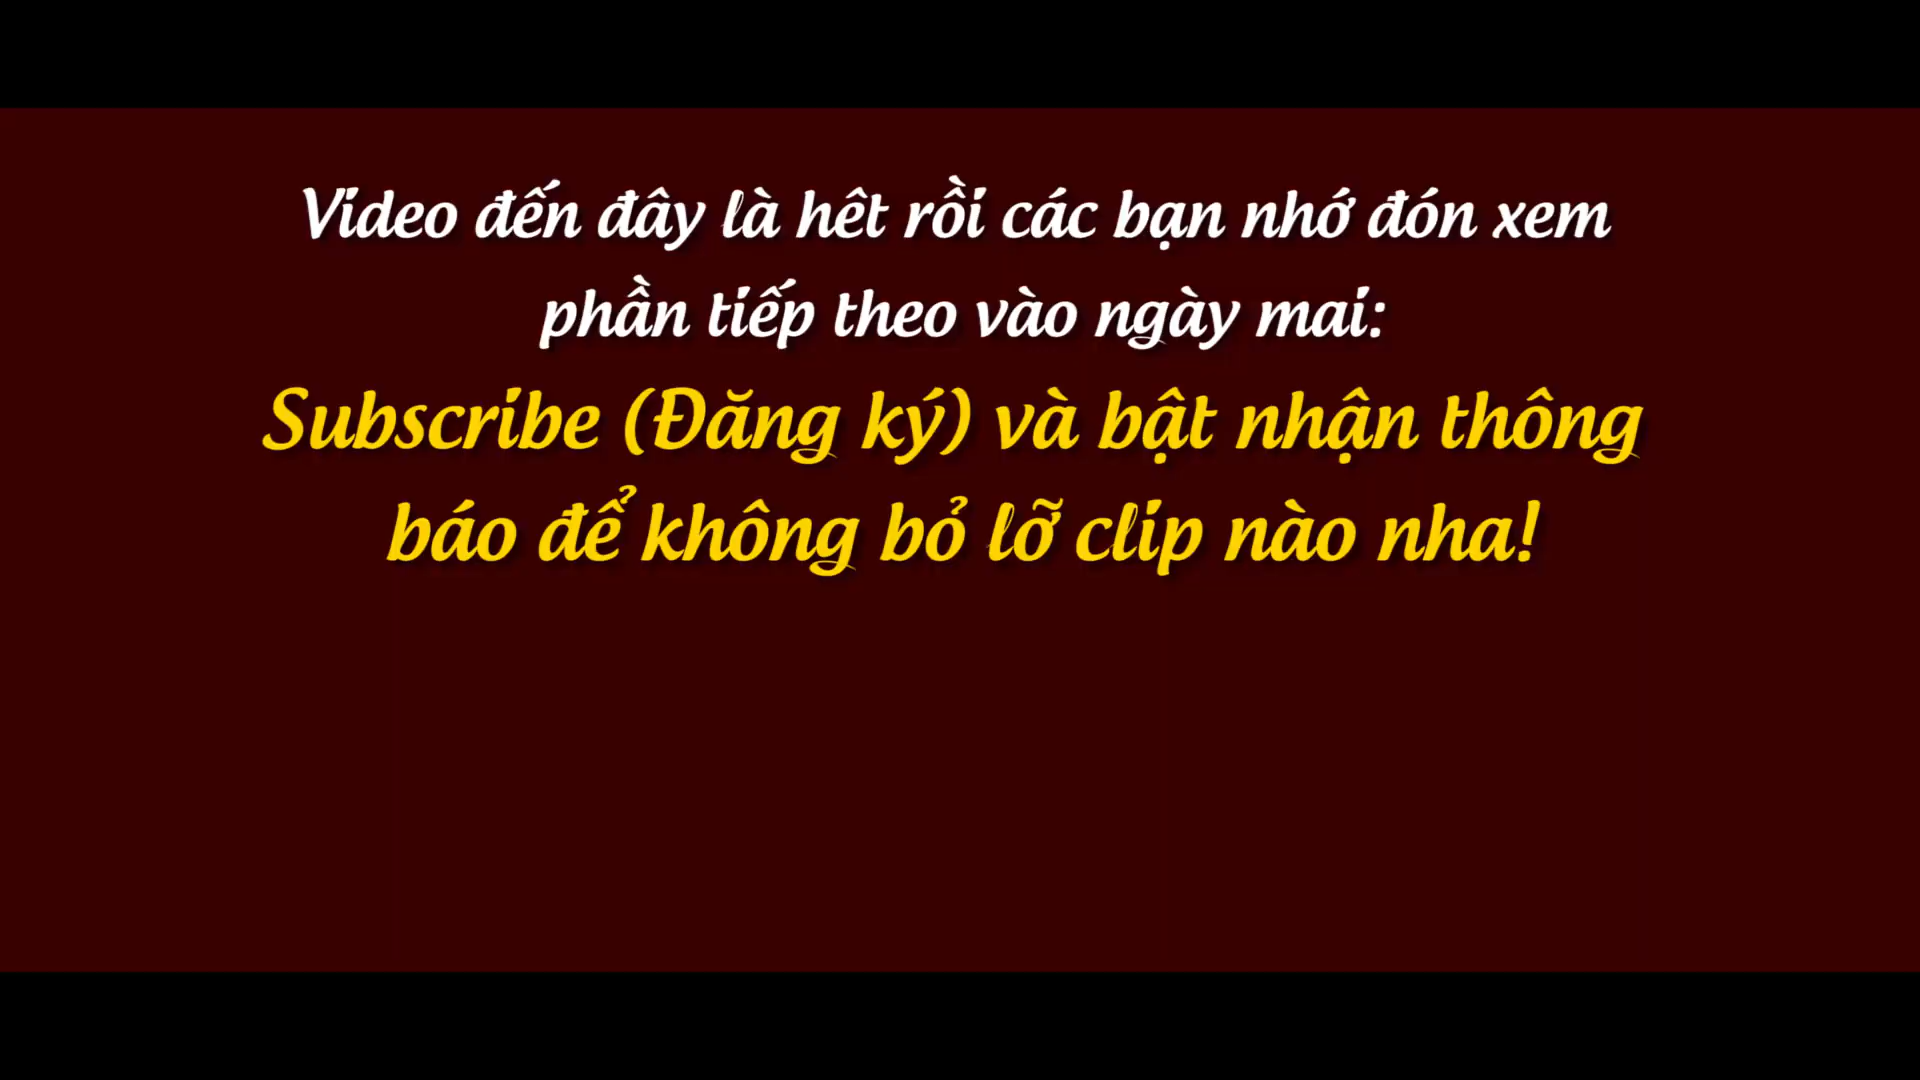 Video đến đây là hêt rồi các bạn nhớ đón xem
phần tiếp theo vào ngày mai:
Subscribe (Đăng ký) và bật nhận thông
báo để không bỏ lỡ clip nào nha!